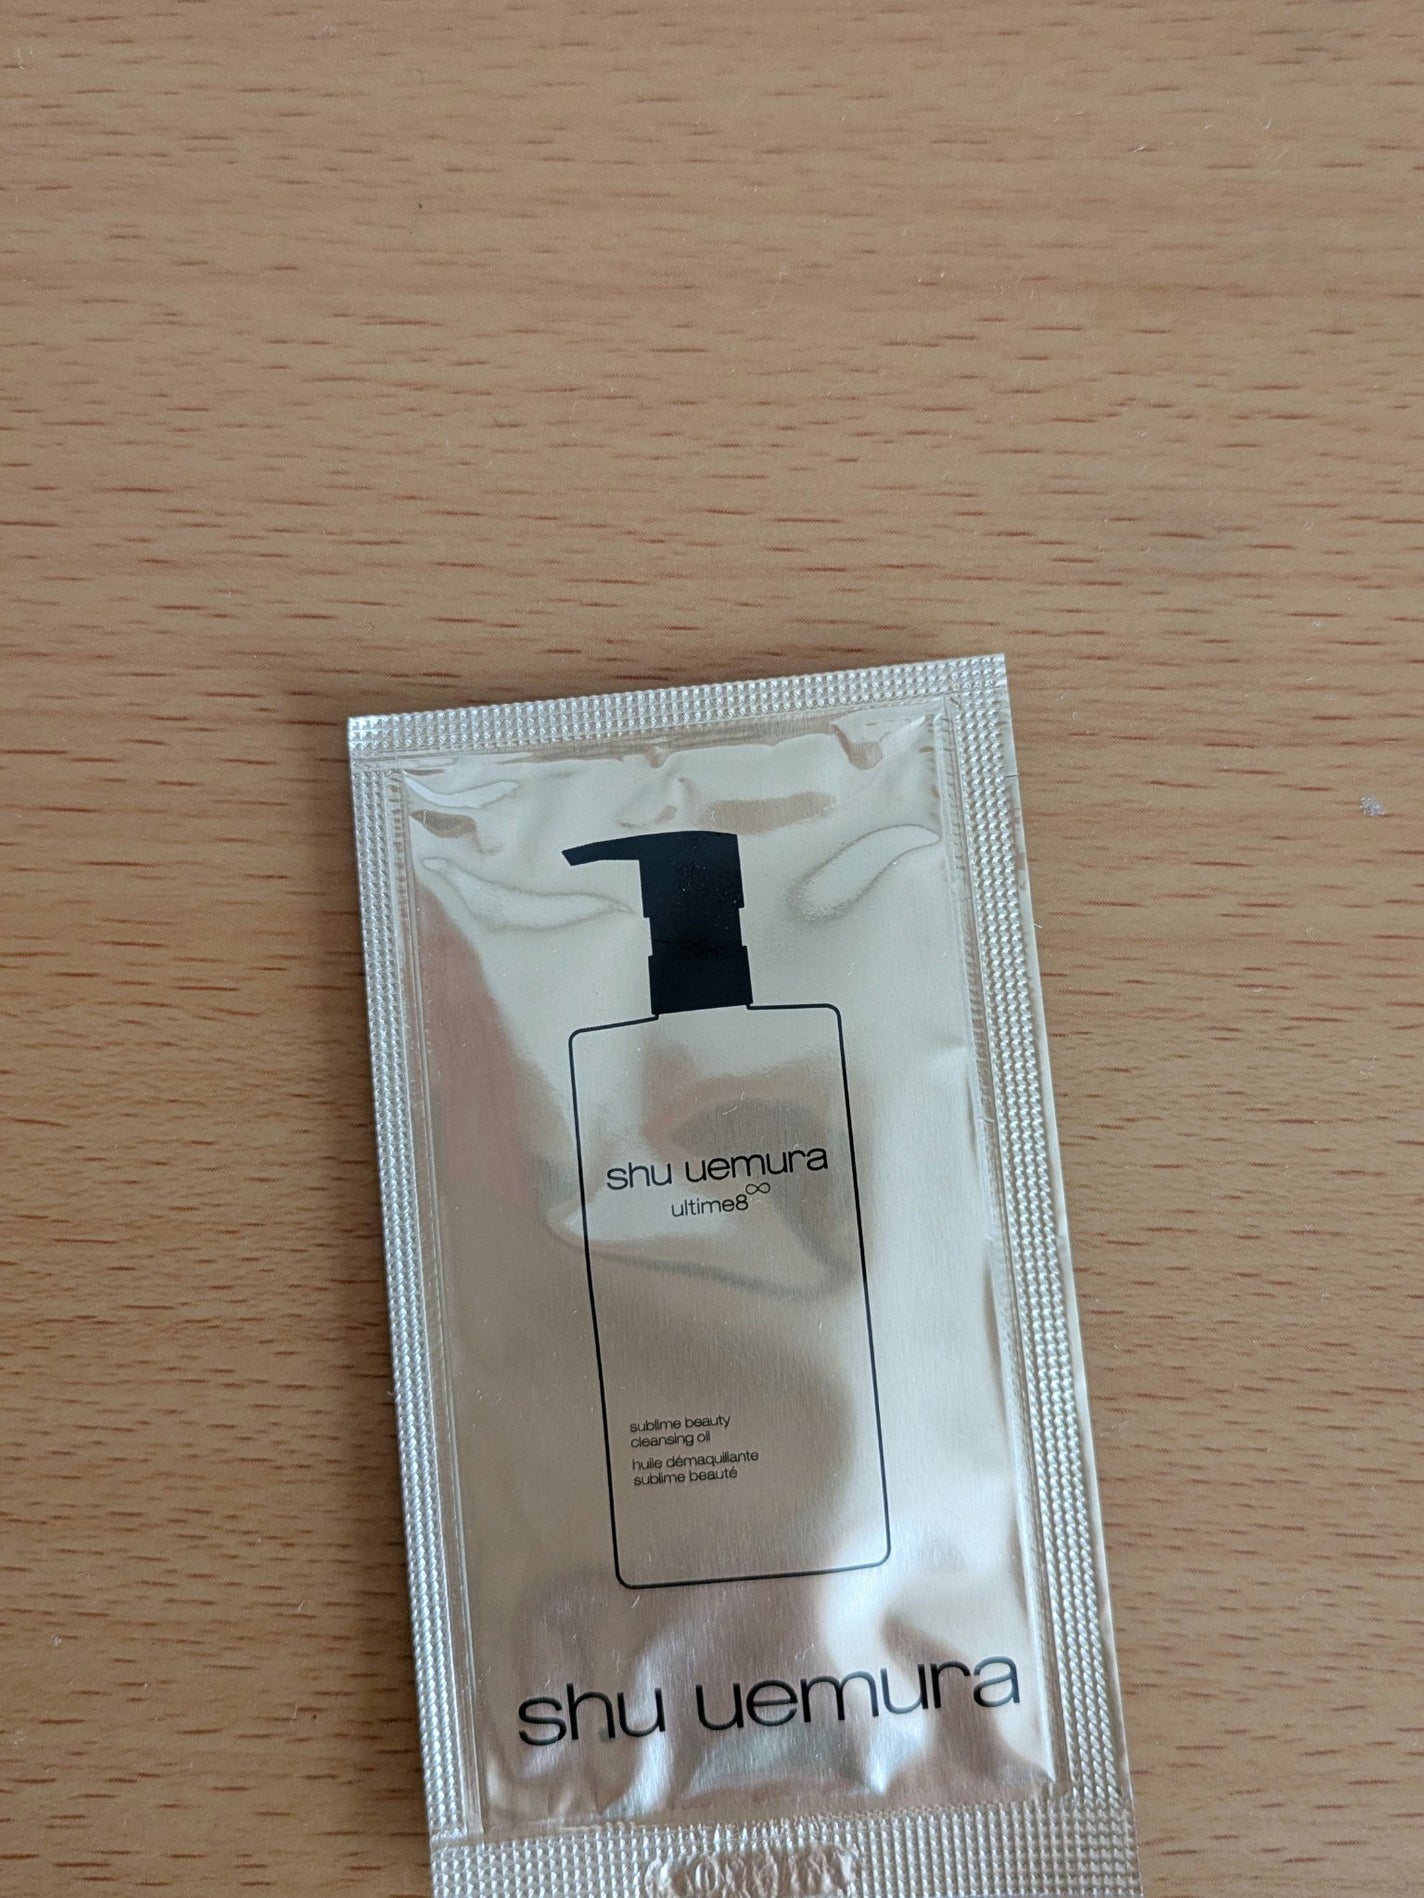 shu uemura
ultime8∞
sublime beauty
cleansing oil
huile démaquillante
sublime beauté
shu uemura